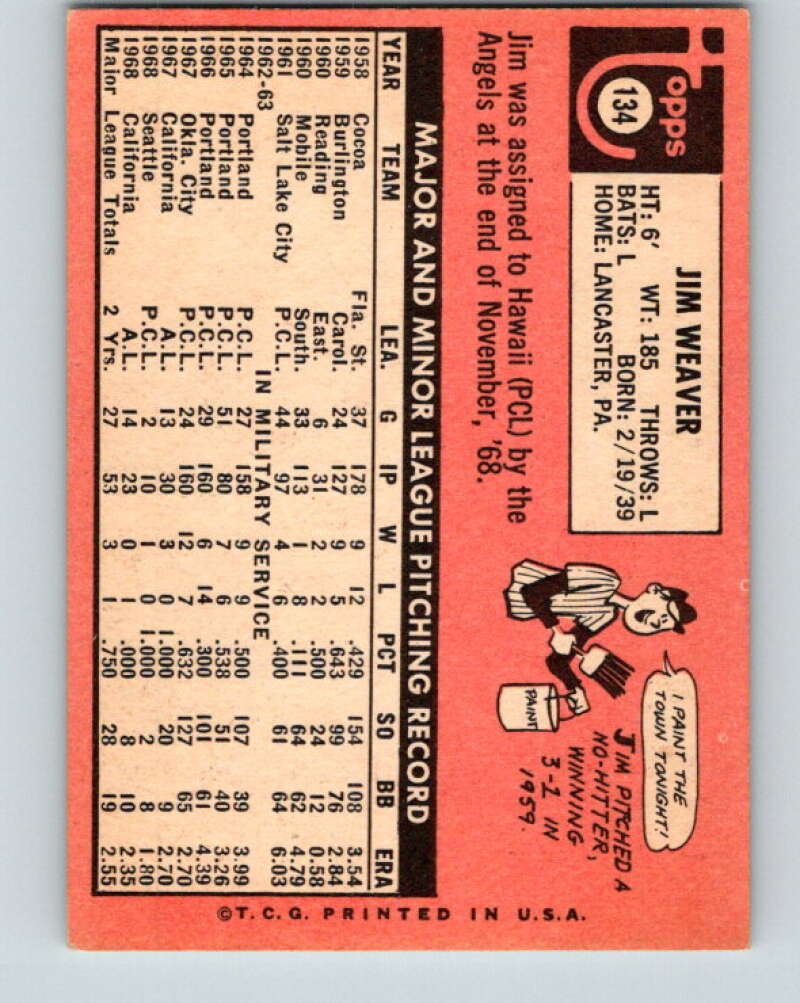 Topps
134
JIM WEAVER
HT: 6' WT: 185 THROWS: L
BATS: L BORN: 2/19/39
HOME: LANCASTER, PA.
I PAINT THE
TOWN TONIGHT!
PAINT
JIM PITCHED A
NO-HITTER,
WINNING
3-1 IN
1959.
Jim was assigned to Hawaii (PCL) by the
Angels at the end of November, '68.
MAJOR AND MINOR LEAGUE PITCHING RECORD
YEAR TEAM LEA. G IP W L PCT SO BB ERA
1958 Cocoa Fla. St. 37 178 9 12 .429 154 108 3.54
1959 Burlington Carol. 24 127 9 5 .643 99 76 2.84
1960 Reading East. 6 31 2 2 .500 24 12 0.58
1960 Mobile South. 33 113 1 8 .111 64 62 4.79
1961 Salt Lake City P.C.L. 44 97 4 6 .400 61 64 6.03
1962-63 IN MILITARY SERVICE
1964 Portland P.C.L. 27 158 9 9 .500 107 39 3.99
1965 Portland P.C.L. 51 80 7 6 .538 51 40 3.26
1966 Portland P.C.L. 29 160 6 14 .300 101 61 4.39
1967 Okla. City P.C.L. 24 160 12 7 .632 127 65 2.70
1967 California A.L. 13 30 3 0 1.000 20 9 2.70
1968 Seattle P.C.L. 2 10 1 0 1.000 2 8 1.80
1968 California A.L. 14 23 0 1 .000 8 10 2.35
Major League Totals 2 Yrs. 27 53 3 1 .750 28 19 2.55
©T.C.G. PRINTED IN U.S.A.